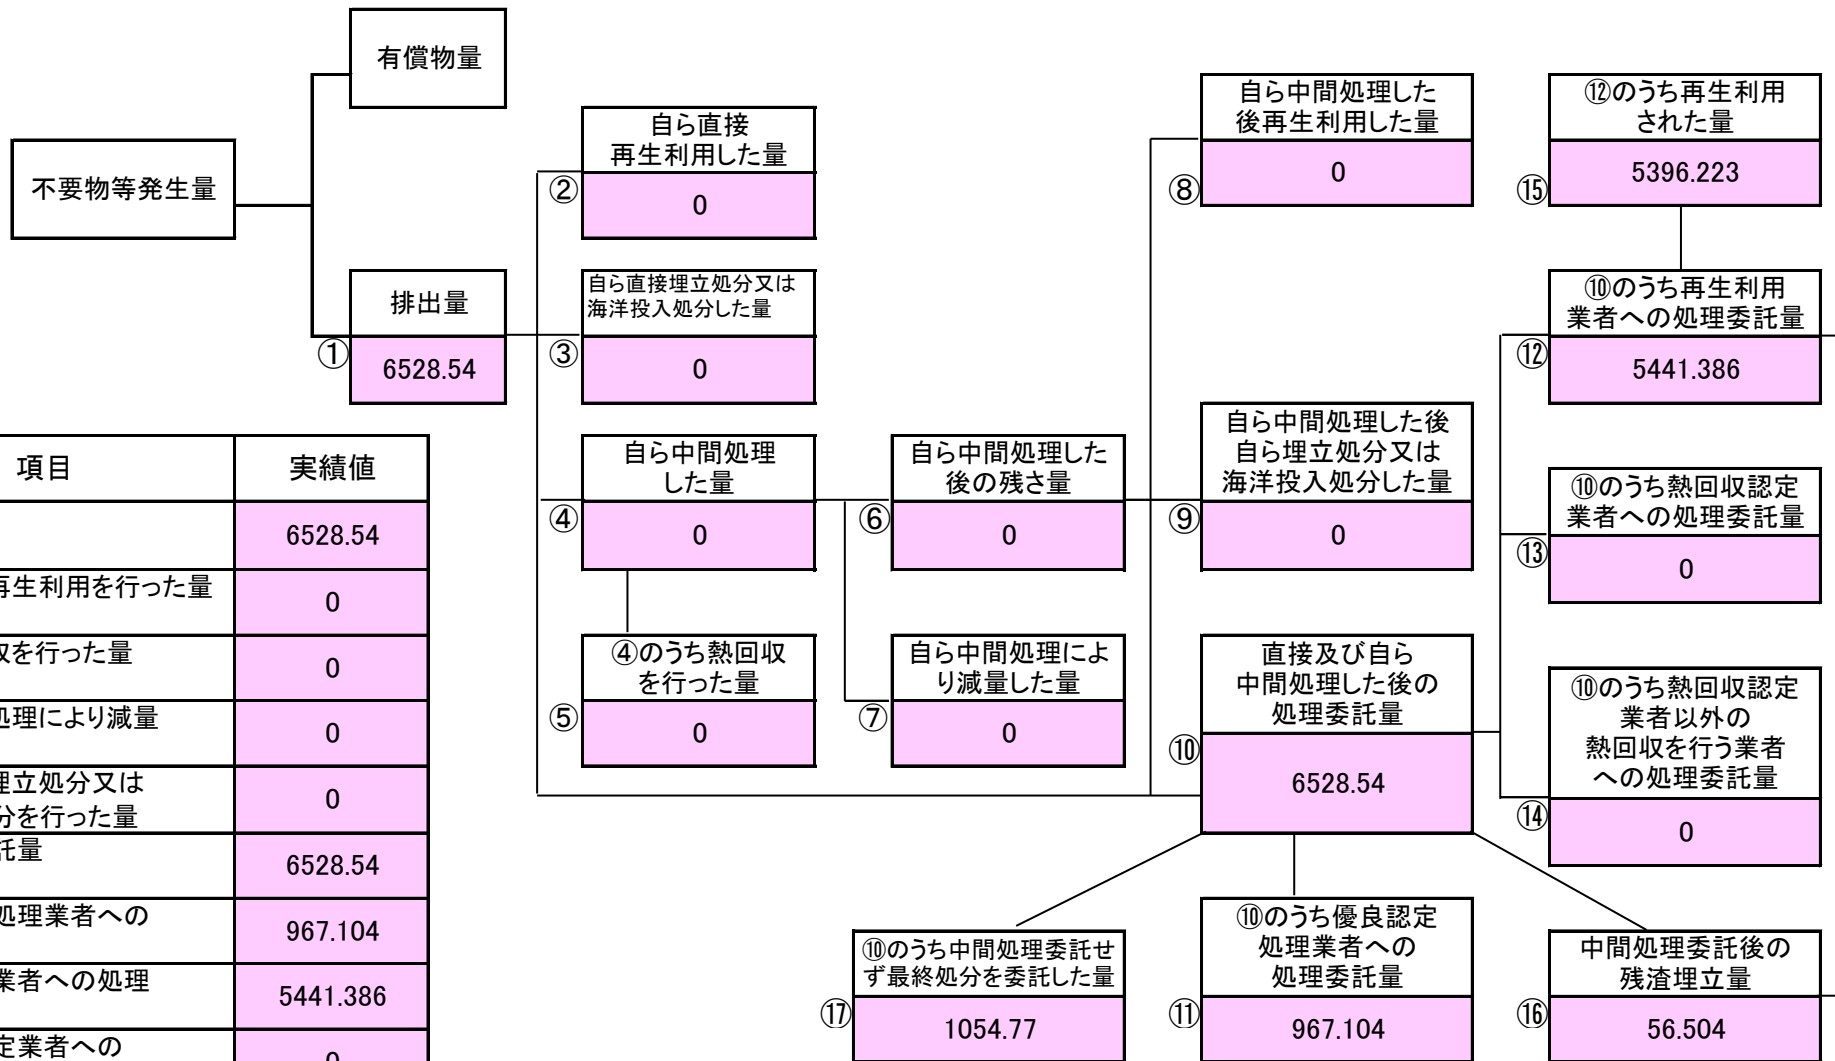 有償物量
不要物等発生量
排出量
①
6528.54
自ら直接
再生利用した量
②
0
自ら直接埋立処分又は
海洋投入処分した量
③
0
自ら中間処理
した量
④
0
④のうち熱回収
を行った量
⑤
0
自ら中間処理した
後の残さ量
⑥
0
自ら中間処理によ
り減量した量
⑦
0
自ら中間処理した
後再生利用した量
⑧
0
自ら中間処理した後
自ら埋立処分又は
海洋投入処分した量
⑨
0
直接及び自ら
中間処理した後の
処理委託量
⑩
6528.54
⑫のうち再生利用
された量
⑮
5396.223
⑩のうち再生利用
業者への処理委託量
⑫
5441.386
⑩のうち熱回収認定
業者への処理委託量
⑬
0
⑩のうち熱回収認定
業者以外の
熱回収を行う業者
への処理委託量
⑭
0
⑩のうち中間処理委託せ
ず最終処分を委託した量
⑰
1054.77
⑩のうち優良認定
処理業者への
処理委託量
⑪
967.104
中間処理委託後の
残渣埋立量
⑯
56.504
項目 実績値
6528.54
再生利用を行った量
0
を行った量
0
処理により減量
0
埋立処分又は
分を行った量
0
託量
6528.54
処理業者への
967.104
業者への処理
5441.386
定業者への
0